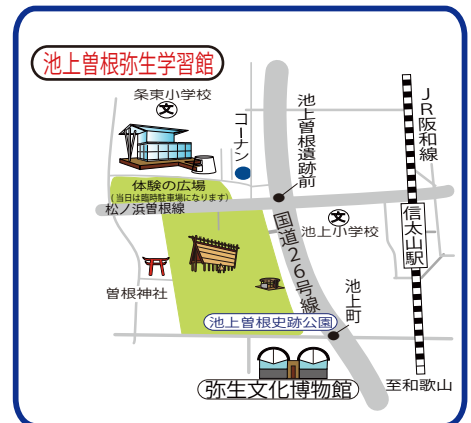 池上曽根弥生学習館
条東小学校
文
コーナン
池上曽根遺跡前
JR阪和線
体験の広場
(当日は臨時駐車場になります)
松ノ浜曽根線
国道26号線
文
池上小学校
信太山駅
曽根神社
池上曽根史跡公園
池上町
弥生文化博物館
至和歌山